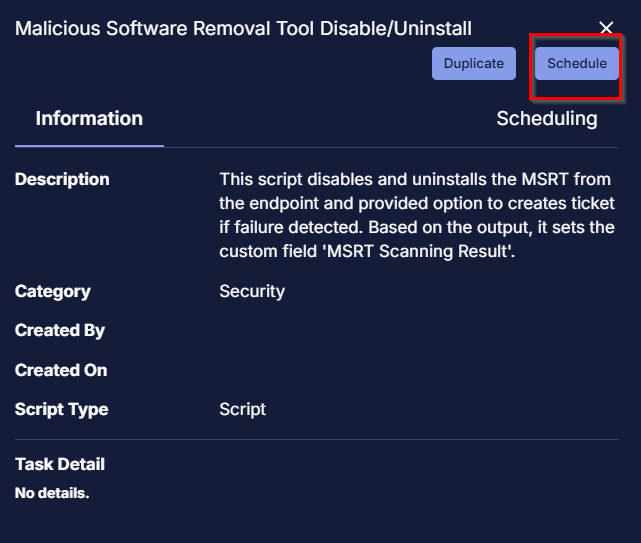 Malicious Software Removal Tool Disable/Uninstall
Duplicate
Schedule
Information
Scheduling
Description
This script disables and uninstalls the MSRT from
the endpoint and provided option to creates ticket
if failure detected. Based on the output, it sets the
custom field 'MSRT Scanning Result'.
Category
Security
Created By
Created On
Script Type
Script
Task Detail
No details.